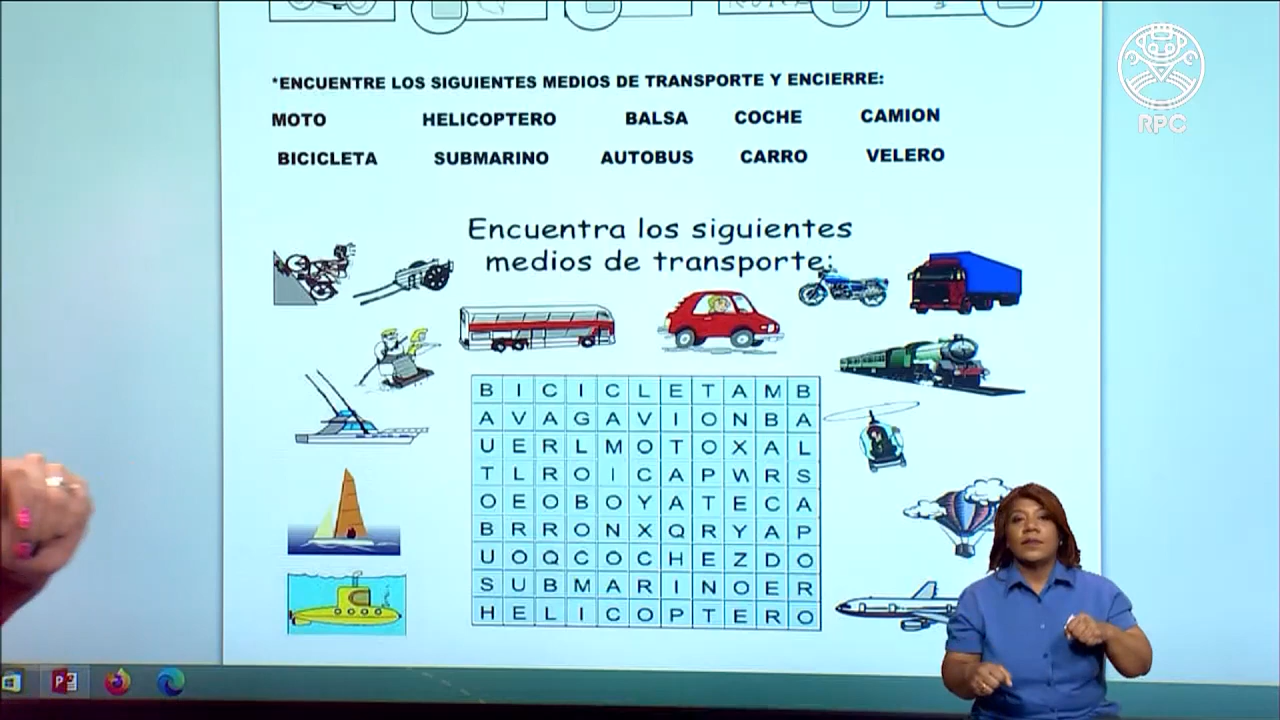 *ENCUENTRE LOS SIGUIENTES MEDIOS DE TRANSPORTE Y ENCIERRE:
MOTO HELICOPTERO BALSA COCHE CAMION
BICICLETA SUBMARINO AUTOBUS CARRO VELERO
Encuentra los siguientes
medios de transporte:
B I C I C L E T A M B
A V A G A V I O N B A
U E R L M O T O X A L
T L R O I C A P N R S
O E O B O Y A T E C A
B R R O N X Q R Y A P
U O Q C O C H E Z D O
S U B M A R I N O E R
H E L I C O P T E R O
RPC